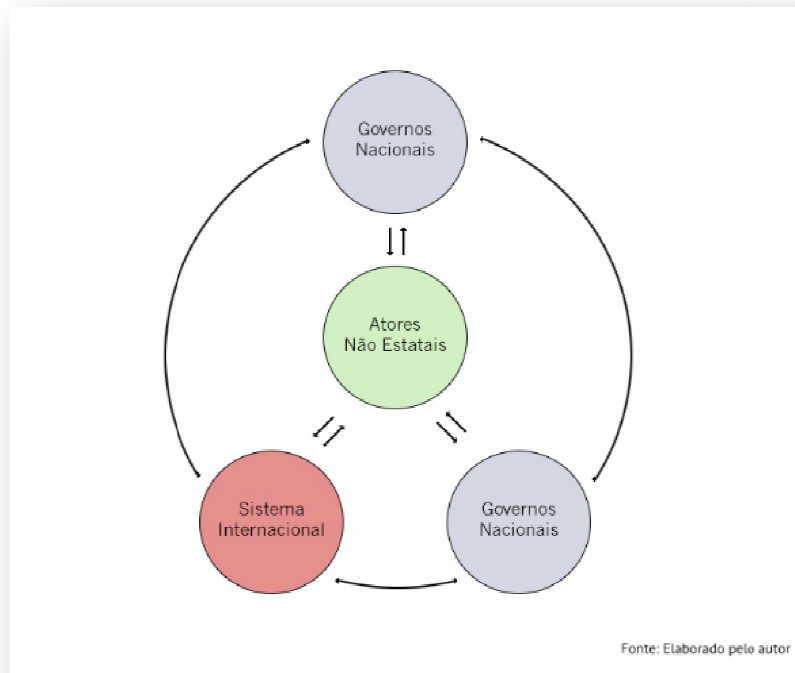 Governos
Nacionais
Atores
Não Estatais
Sistema
Internacional
Governos
Nacionais
Fonte: Elaborado pelo autor